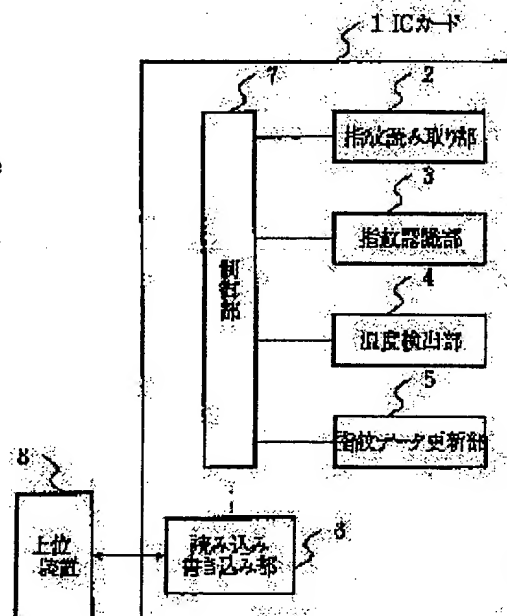 1 ICカード
7
2
指紋読み取り部
3
指紋認識部
制御部
4
温度検出部
5
指紋データ更新部
8
上位
装置
読み込み
書き込み部
6
e